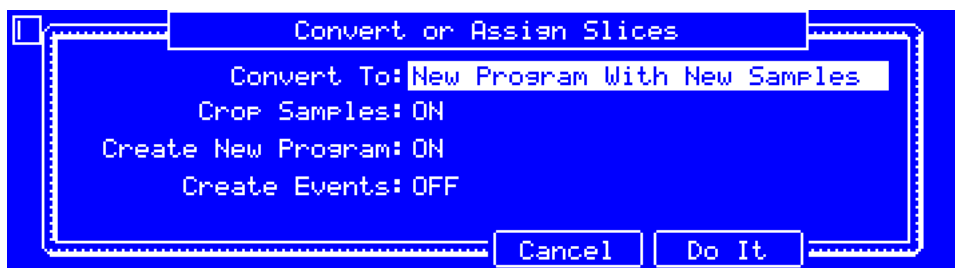 Convert or Assign Slices
Convert To: New Program With New Samples
Crop Samples: ON
Create New Program: ON
Create Events: OFF
Cancel Do It